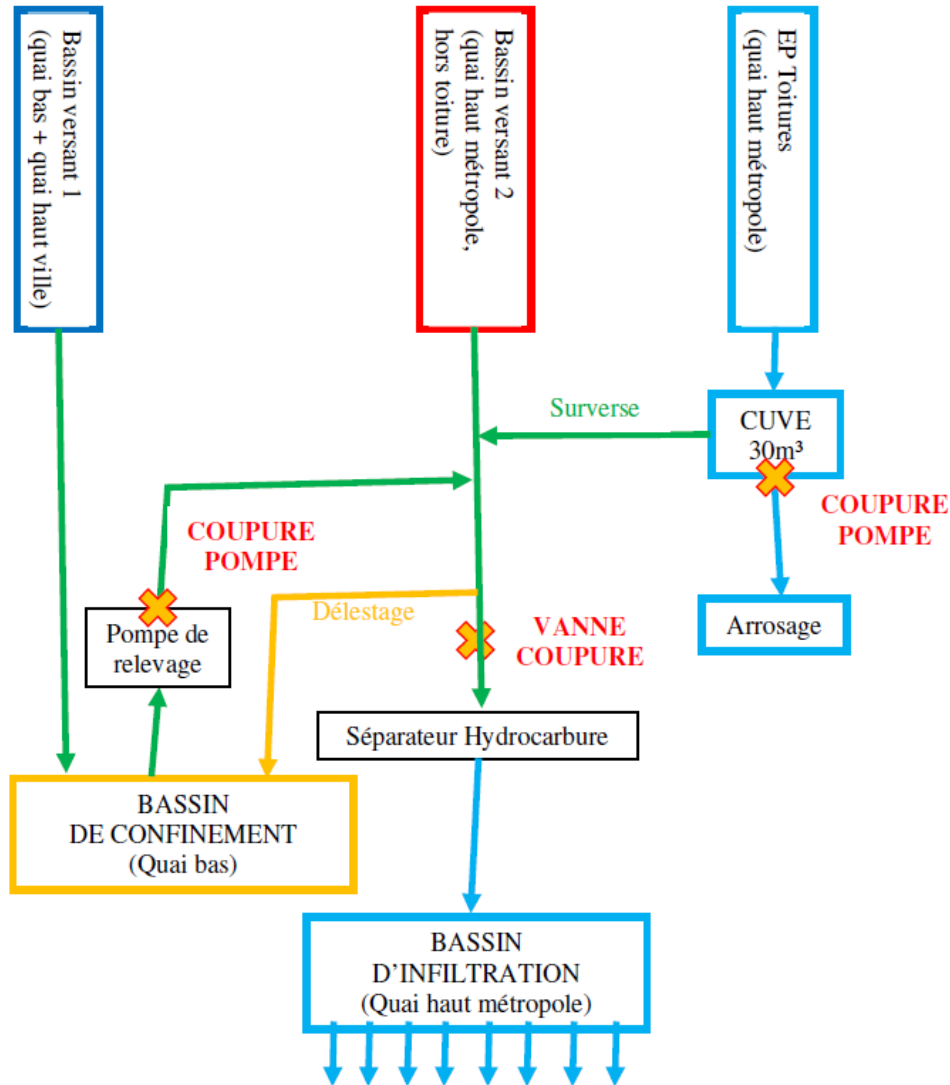 Bassin versant 1
(quai bas + quai haut ville)
Bassin versant 2
(quai haut métropole,
hors toiture)
EP Toitures
(quai haut métropole)
Surverse
CUVE
30m³
COUPURE
POMPE
COUPURE
POMPE
Délestage
VANNE
COUPURE
Arrosage
Pompe de
relevage
Séparateur Hydrocarbure
BASSIN
DE CONFINEMENT
(Quai bas)
BASSIN
D'INFILTRATION
(Quai haut métropole)